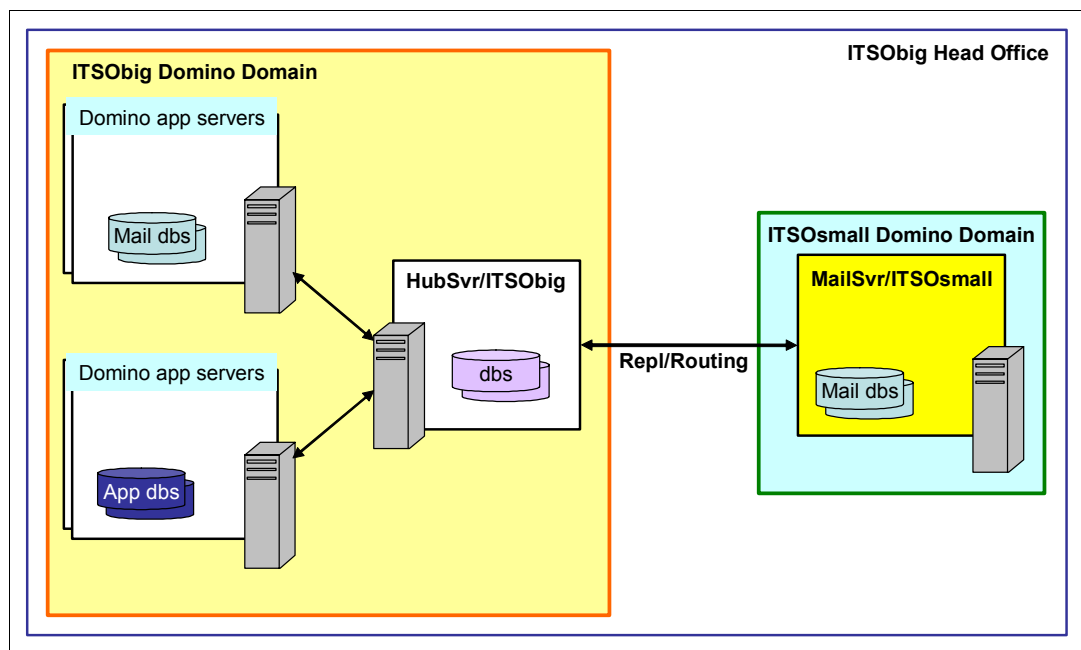 ITSObig Head Office
ITSObig Domino Domain
Domino app servers
Mail dbs
HubSvr/ITSObig
dbs
Domino app servers
App dbs
Repl/Routing
ITSOsmall Domino Domain
MailSvr/ITSOsmall
Mail dbs